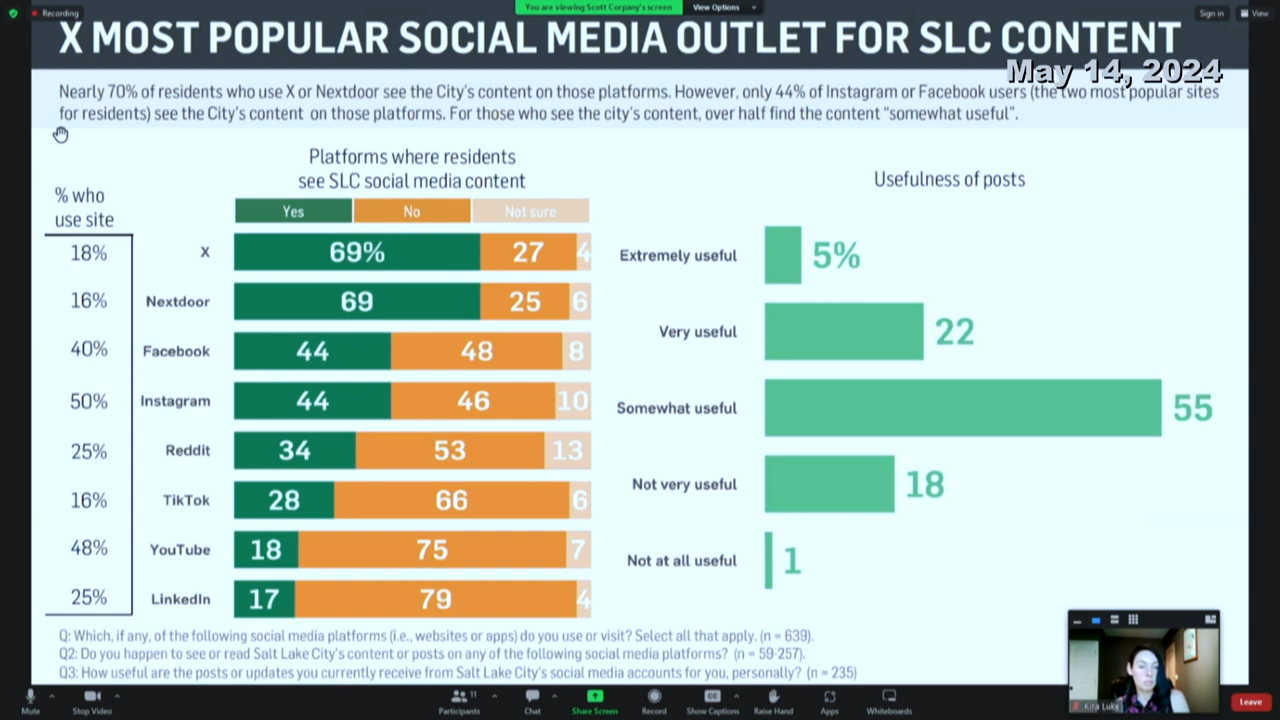 Recording
You are viewing Scott Corpany's screen
View Options
Sign in
View
X MOST POPULAR SOCIAL MEDIA OUTLET FOR SLC CONTENT
May 14, 2024
Nearly 70% of residents who use X or Nextdoor see the City's content on those platforms. However, only 44% of Instagram or Facebook users (the two most popular sites
for residents) see the City's content on those platforms. For those who see the city's content, over half find the content “somewhat useful”.
% who
use site
Platforms where residents
see SLC social media content
Yes No Not sure
18% X 69% 27 4
16% Nextdoor 69 25 6
40% Facebook 44 48 8
50% Instagram 44 46 10
25% Reddit 34 53 13
16% TikTok 28 66 6
48% YouTube 18 75 7
25% LinkedIn 17 79 4
Usefulness of posts
Extremely useful 5%
Very useful 22
Somewhat useful 55
Not very useful 18
Not at all useful 1
Q: Which, if any, of the following social media platforms (i.e., websites or apps) do you use or visit? Select all that apply. (n = 639).
Q2: Do you happen to see or read Salt Lake City's content or posts on any of the following social media platforms? (n = 59-257).
Q3: How useful are the posts or updates you currently receive from Salt Lake City's social media accounts for you, personally? (n = 235)
Kira Luke
Mute
Stop Video
Participants 11
Chat
Share Screen
Record
CC
Show Captions
Raise Hand
Apps
Whiteboards
Leave